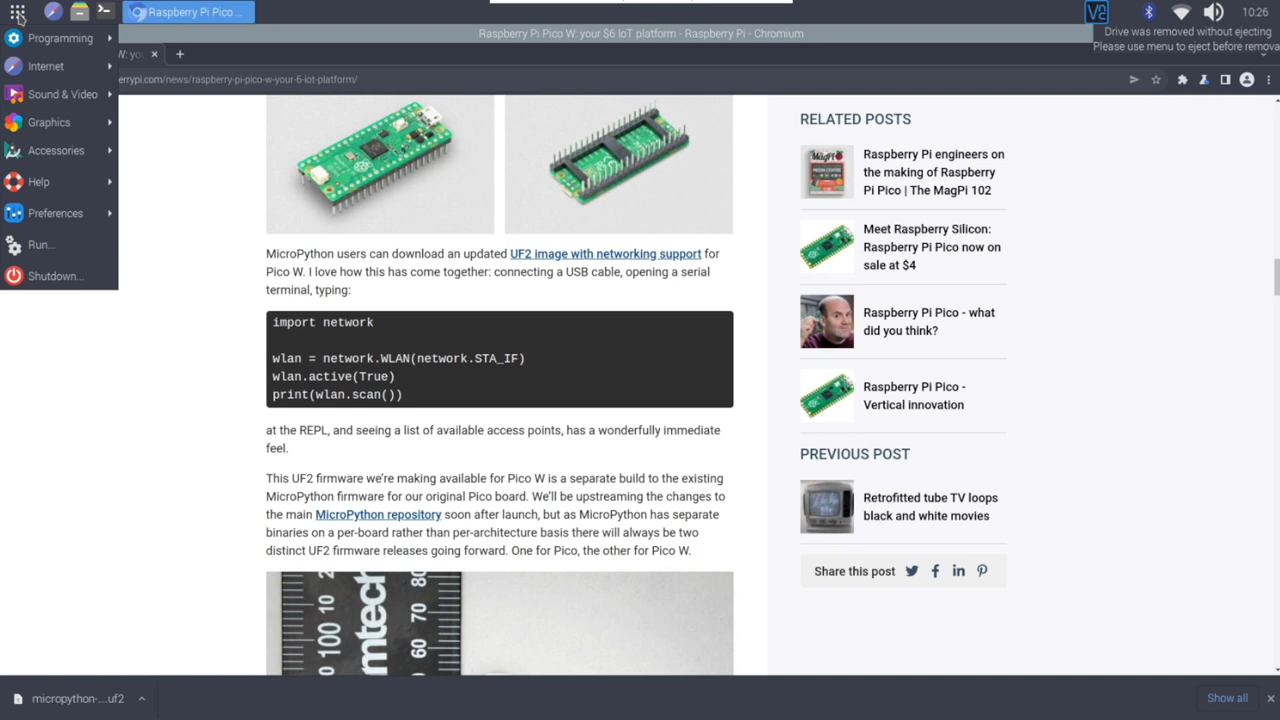 Raspberry Pi Pico ...
10:26
Raspberry Pi Pico W: your $6 IoT platform - Raspberry Pi - Chromium
Drive was removed without ejecting
Please use menu to eject before remova
Programming
Internet
Sound & Video
Graphics
Accessories
Help
Preferences
Run...
Shutdown...
errypi.com/news/raspberry-pi-pico-w-your-6-iot-platform/
MicroPython users can download an updated UF2 image with networking support for
Pico W. I love how this has come together: connecting a USB cable, opening a serial
terminal, typing:
import network
wlan = network.WLAN(network.STA_IF)
wlan.active(True)
print(wlan.scan())
at the REPL, and seeing a list of available access points, has a wonderfully immediate
feel.
This UF2 firmware we’re making available for Pico W is a separate build to the existing
MicroPython firmware for our original Pico board. We’ll be upstreaming the changes to
the main MicroPython repository soon after launch, but as MicroPython has separate
binaries on a per-board rather than per-architecture basis there will always be two
distinct UF2 firmware releases going forward. One for Pico, the other for Pico W.
100 10
mtech
60 70 80
RELATED POSTS
Raspberry Pi engineers on
the making of Raspberry
Pi Pico | The MagPi 102
Meet Raspberry Silicon:
Raspberry Pi Pico now on
sale at $4
Raspberry Pi Pico - what
did you think?
Raspberry Pi Pico -
Vertical innovation
PREVIOUS POST
Retrofitted tube TV loops
black and white movies
Share this post
micropython-....uf2
Show all